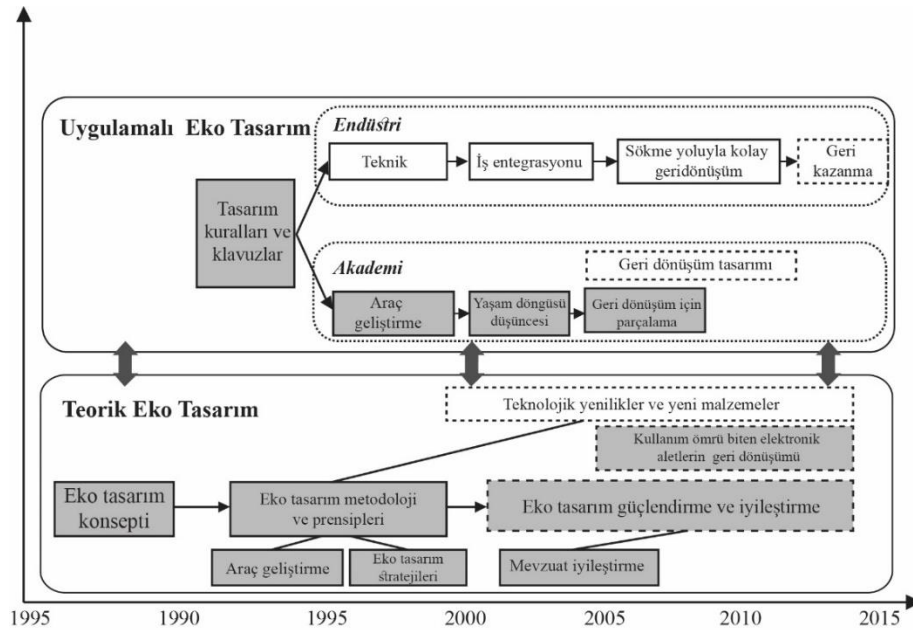 Uygulamalı Eko Tasarım
Endüstri
Teknik
İş entegrasyonu
Sökme yoluyla kolay
geridönüşüm
Geri
kazanma
Tasarım
kuralları ve
klavuzlar
Akademi
Geri dönüşüm tasarımı
Araç
geliştirme
Yaşam döngüsü
düşüncesi
Geri dönüşüm için
parçalama
Teorik Eko Tasarım
Teknolojik yenilikler ve yeni malzemeler
Kullanım ömrü biten elektronik
aletlerin geri dönüşümü
Eko tasarım
konsepti
Eko tasarım metodoloji
ve prensipleri
Eko tasarım güçlendirme ve iyileştirme
Araç geliştirme
Eko tasarım
stratejileri
Mevzuat iyileştirme
1995 1990 1995 2000 2005 2010 2015